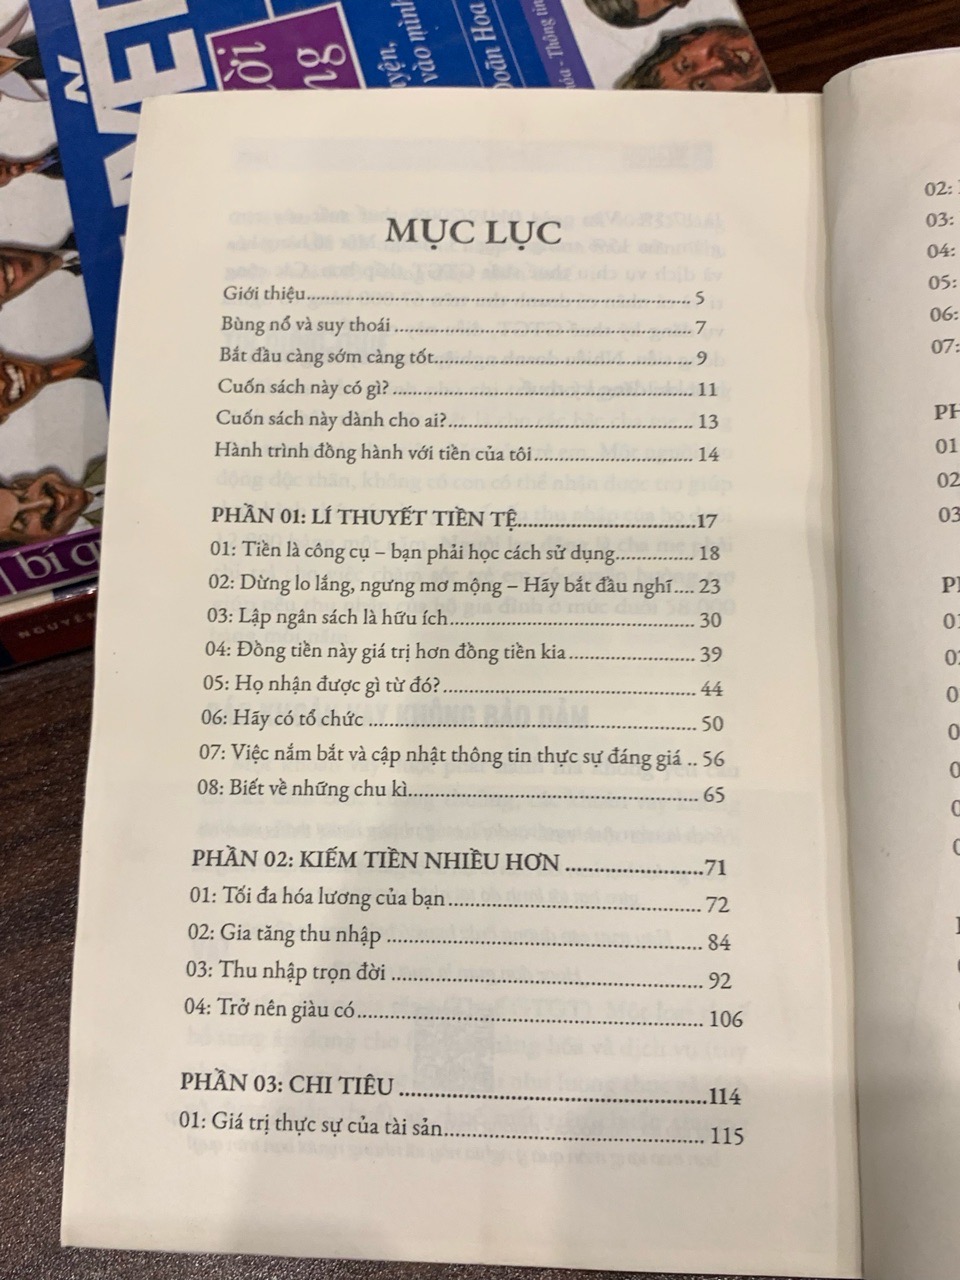 MỤC LỤC
Giới thiệu.......................................................................... 5
Bùng nổ và suy thoái ......................................................... 7
Bắt đầu càng sớm càng tốt.................................................. 9
Cuốn sách này có gì? ......................................................... 11
Cuốn sách này dành cho ai?............................................... 13
Hành trình đồng hành với tiền của tôi............................... 14
PHẦN 01: LÍ THUYẾT TIỀN TỆ...................................17
01: Tiền là công cụ – bạn phải học cách sử dụng............... 18
02: Dừng lo lắng, ngưng mơ mộng – Hãy bắt đầu nghĩ.... 23
03: Lập ngân sách là hữu ích............................................... 30
04: Đồng tiền này giá trị hơn đồng tiền kia........................ 39
05: Họ nhận được gì từ đó?................................................ 44
06: Hãy có tổ chức .............................................................. 50
07: Việc nắm bắt và cập nhật thông tin thực sự đáng giá .. 56
08: Biết về những chu kì...................................................... 65
PHẦN 02: KIẾM TIỀN NHIỀU HƠN ..........................71
01: Tối đa hóa lương của bạn............................................... 72
02: Gia tăng thu nhập .......................................................... 84
03: Thu nhập trọn đời .......................................................... 92
04: Trở nên giàu có............................................................. 106
PHẦN 03: CHI TIÊU .....................................................114
01: Giá trị thực sự của tài sản............................................. 115
02:
03:
04:
05:
06:
07:
01
02
03